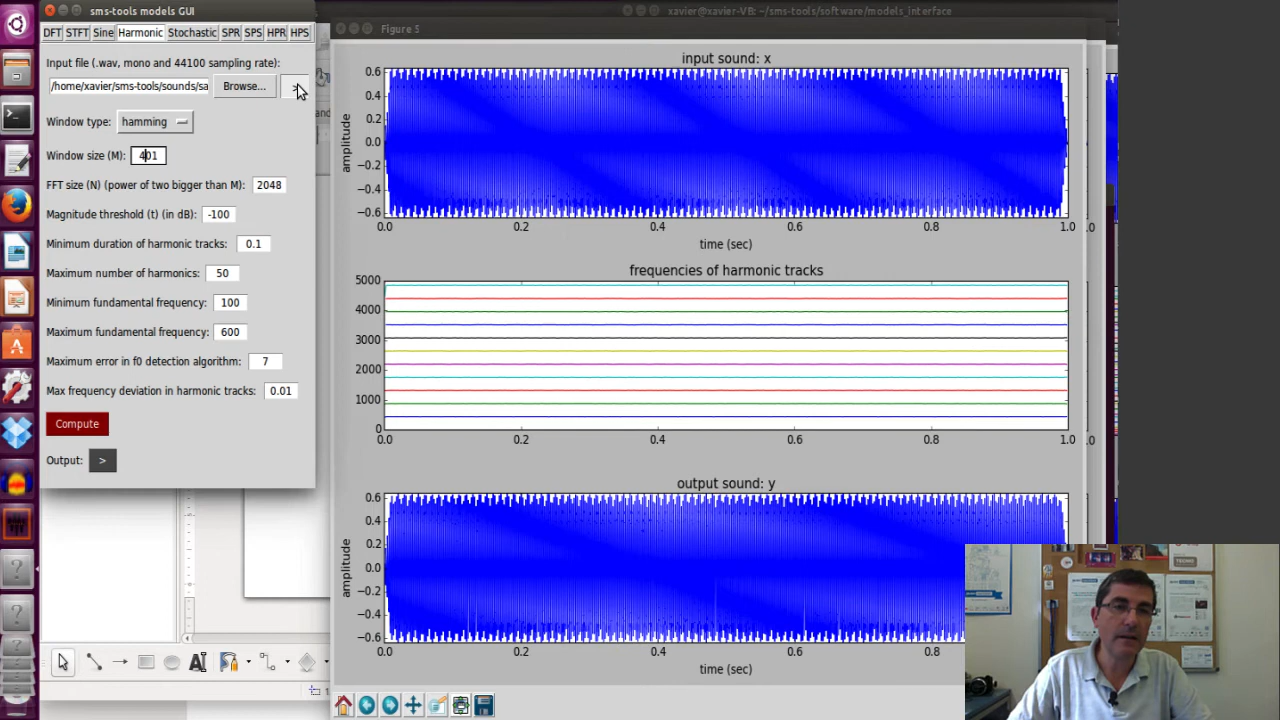 sms-tools models GUI
xavier@xavier-VB: ~/sms-tools/software/models_interface
DFT STFT Sine Harmonic Stochastic SPR SPS HPR HPS
Input file (.wav, mono and 44100 sampling rate):
/home/xavier/sms-tools/sounds/sa Browse... >
Window type: hamming
Window size (M): 401
FFT size (N) (power of two bigger than M): 2048
Magnitude threshold (t) (in dB): -100
Minimum duration of harmonic tracks: 0.1
Maximum number of harmonics: 50
Minimum fundamental frequency: 100
Maximum fundamental frequency: 600
Maximum error in f0 detection algorithm: 7
Max frequency deviation in harmonic tracks: 0.01
Compute
Output: >
and
Figure 5
input sound: x
amplitude
0.6
0.4
0.2
0.0
−0.2
−0.4
−0.6
0.0 0.2 0.4 0.6 0.8 1.0
.0
time (sec)
frequencies of harmonic tracks
5000
4000
3000
2000
1000
0
0.0 0.2 0.4 0.6 0.8 1.0
.0
output sound: y
amplitude
0.6
0.4
0.2
0.0
−0.2
−0.4
−0.6
0.0 0.2 0.4 0.6 0.8
time (sec)